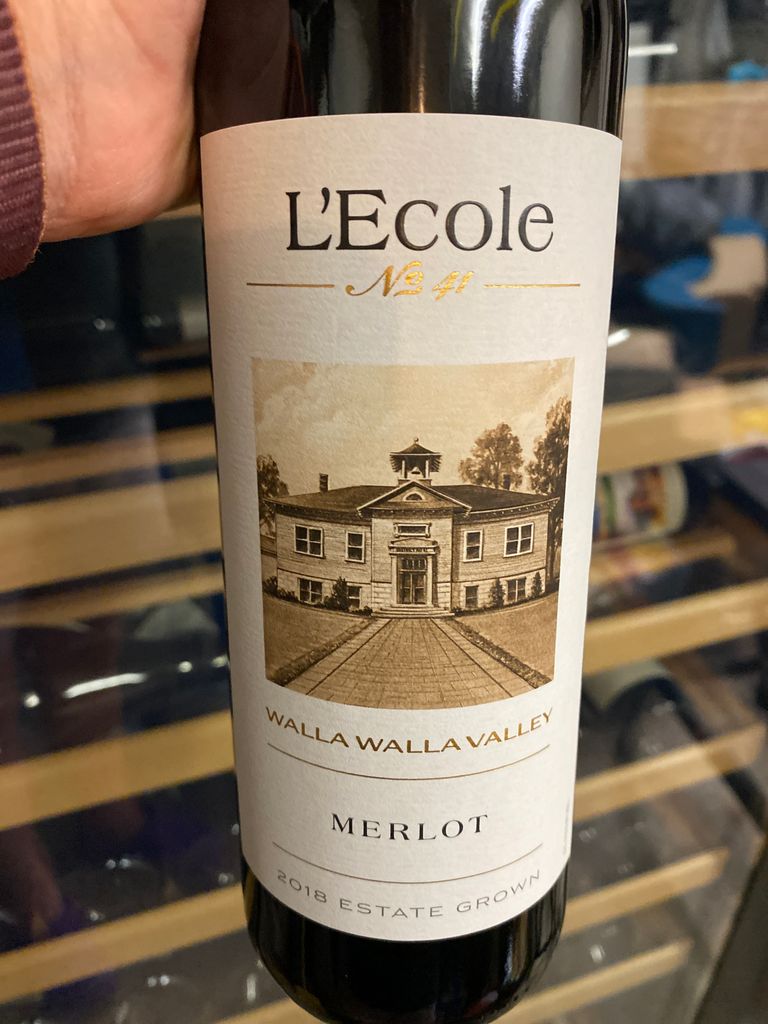 L'Ecole
No 41
WALLA WALLA VALLEY
MERLOT
2018 ESTATE GROWN